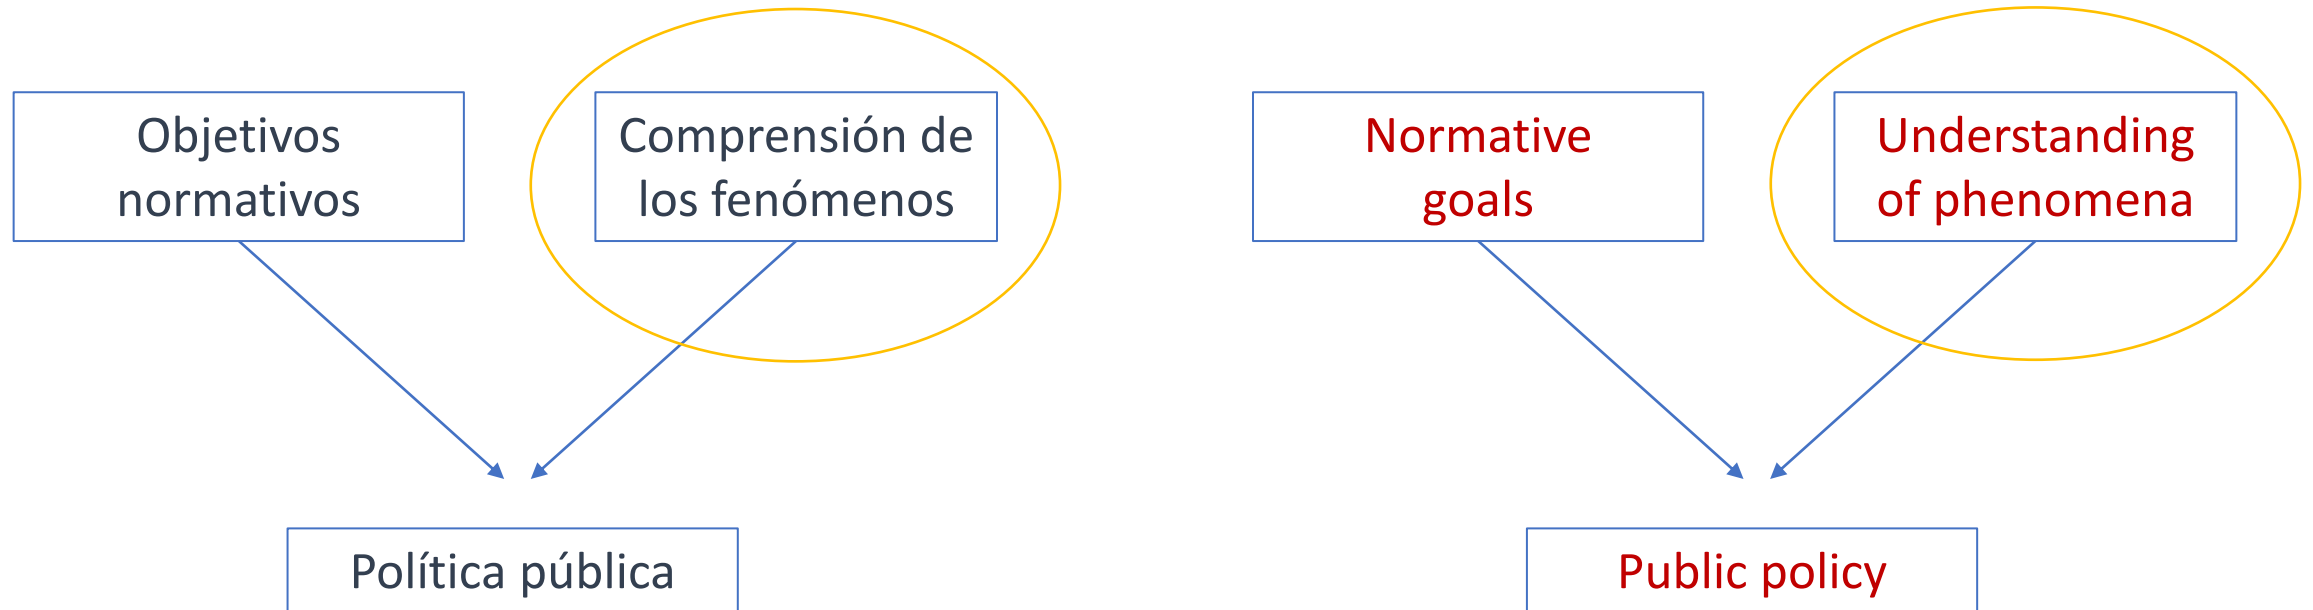 Objetivos
normativos
Comprensión de
los fenómenos
Política pública
Normative
goals
Understanding
of phenomena
Public policy